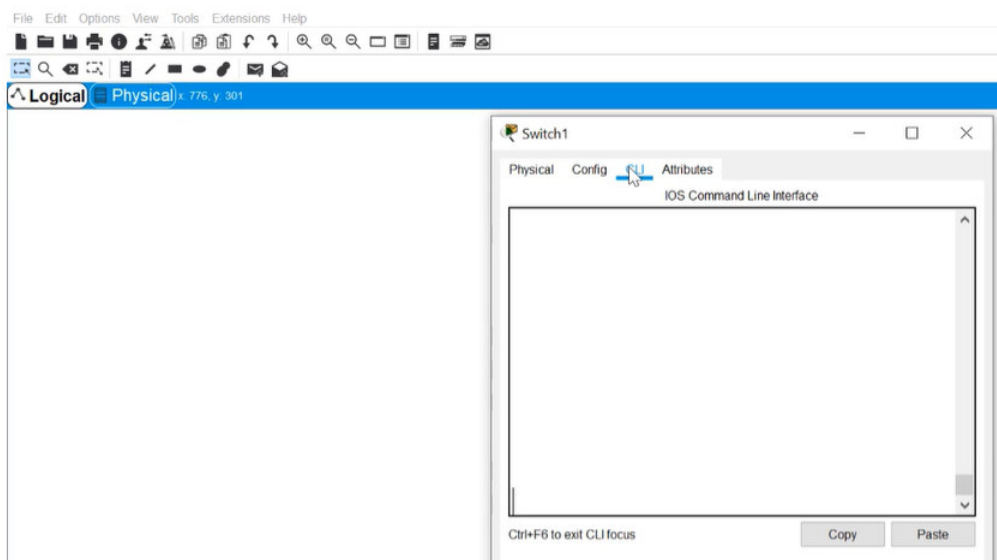 File Edit Options View Tools Extensions Help
Logical Physical x: 776, y: 301
Switch1
Physical Config CLI Attributes
IOS Command Line Interface
Ctrl+F6 to exit CLI focus
Copy Paste